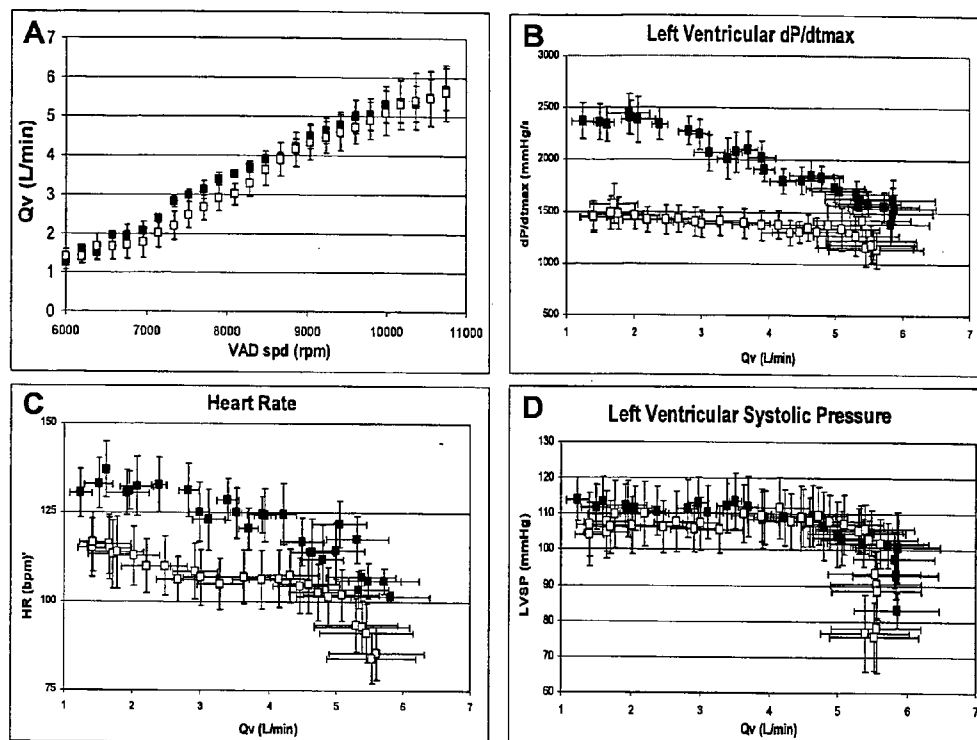 A
Qv (L/min)
7
6
5
4
3
2
1
0
6000 7000 8000 9000 10000 11000
VAD spd (rpm)
B
Left Ventricular dP/dtmax
dP/dtmax (mmHg/s
3000
2500
2000
1500
1000
500
1 2 3 4 5 6 7
Qv (L/min)
C
Heart Rate
HR (bpm)'
150
125
100
75
1 2 3 4 5 6 7
Qv (L/min)
D
Left Ventricular Systolic Pressure
LVSP (mmHg)
130
120
110
100
90
80
70
60
1 2 3 4 5 6 7
Qv (L/min)